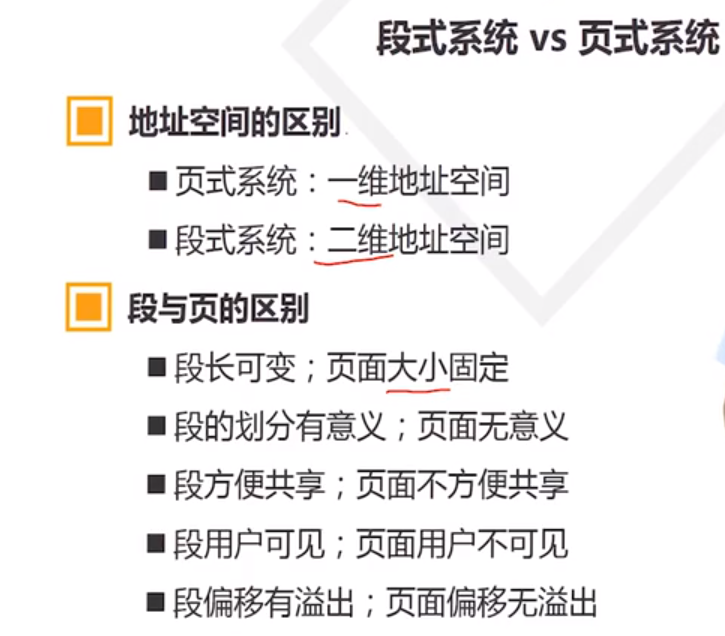 段式系统 vs 页式系统
地址空间的区别
■ 页式系统：一维地址空间
■ 段式系统：二维地址空间
段与页的区别
■ 段长可变；页面大小固定
■ 段的划分有意义；页面无意义
■ 段方便共享；页面不方便共享
■ 段用户可见；页面用户不可见
■ 段偏移有溢出；页面偏移无溢出